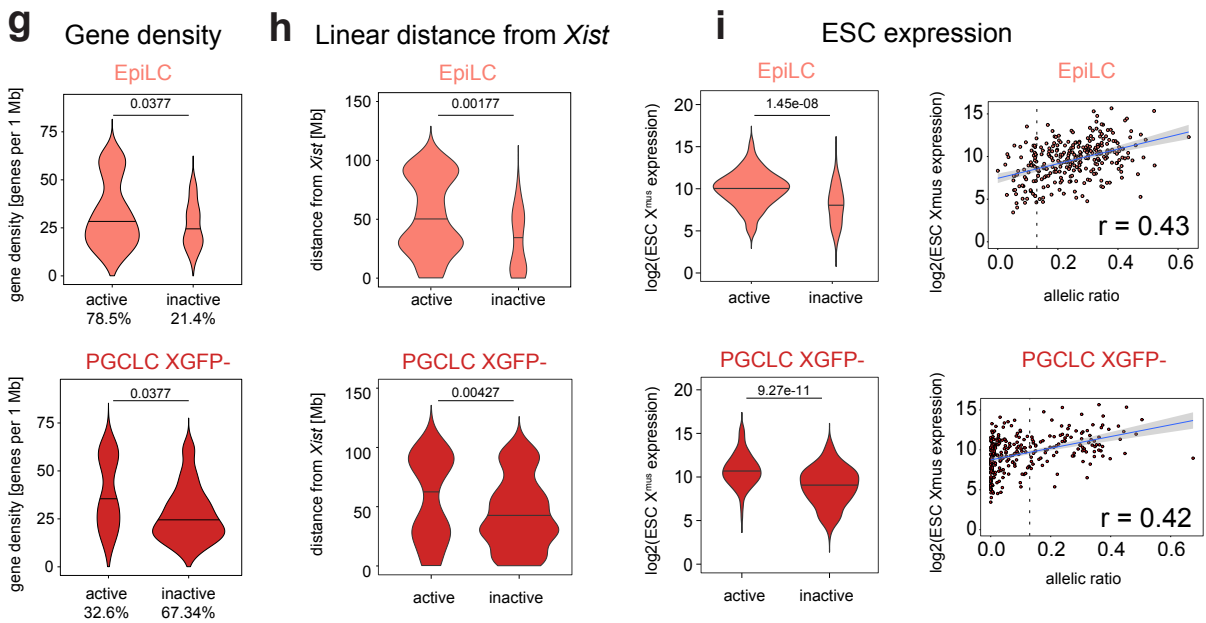 g Gene density
EpiLC
gene density [genes per 1 Mb]
75
50
25
0
0.0377
active inactive
78.5% 21.4%
PGCLC XGFP-
gene density [genes per 1 Mb]
75
50
25
0
0.0377
active inactive
32.6% 67.34%
h Linear distance from Xist
EpiLC
distance from Xist [Mb]
150
100
50
0
0.00177
active inactive
PGCLC XGFP-
distance from Xist [Mb]
150
100
50
0
0.00427
active inactive
i ESC expression
EpiLC
log2(ESC Xmus expression)
20
15
10
5
0
1.45e-08
active inactive
EpiLC
log2(ESC Xmus expression)
15
10
5
0
r = 0.43
0.0 0.2 0.4 0.6
allelic ratio
PGCLC XGFP-
log2(ESC Xmus expression)
20
15
10
5
0
9.27e-11
active inactive
PGCLC XGFP-
log2(ESC Xmus expression)
15
10
5
0
r = 0.42
0.0 0.2 0.4 0.6
allelic ratio